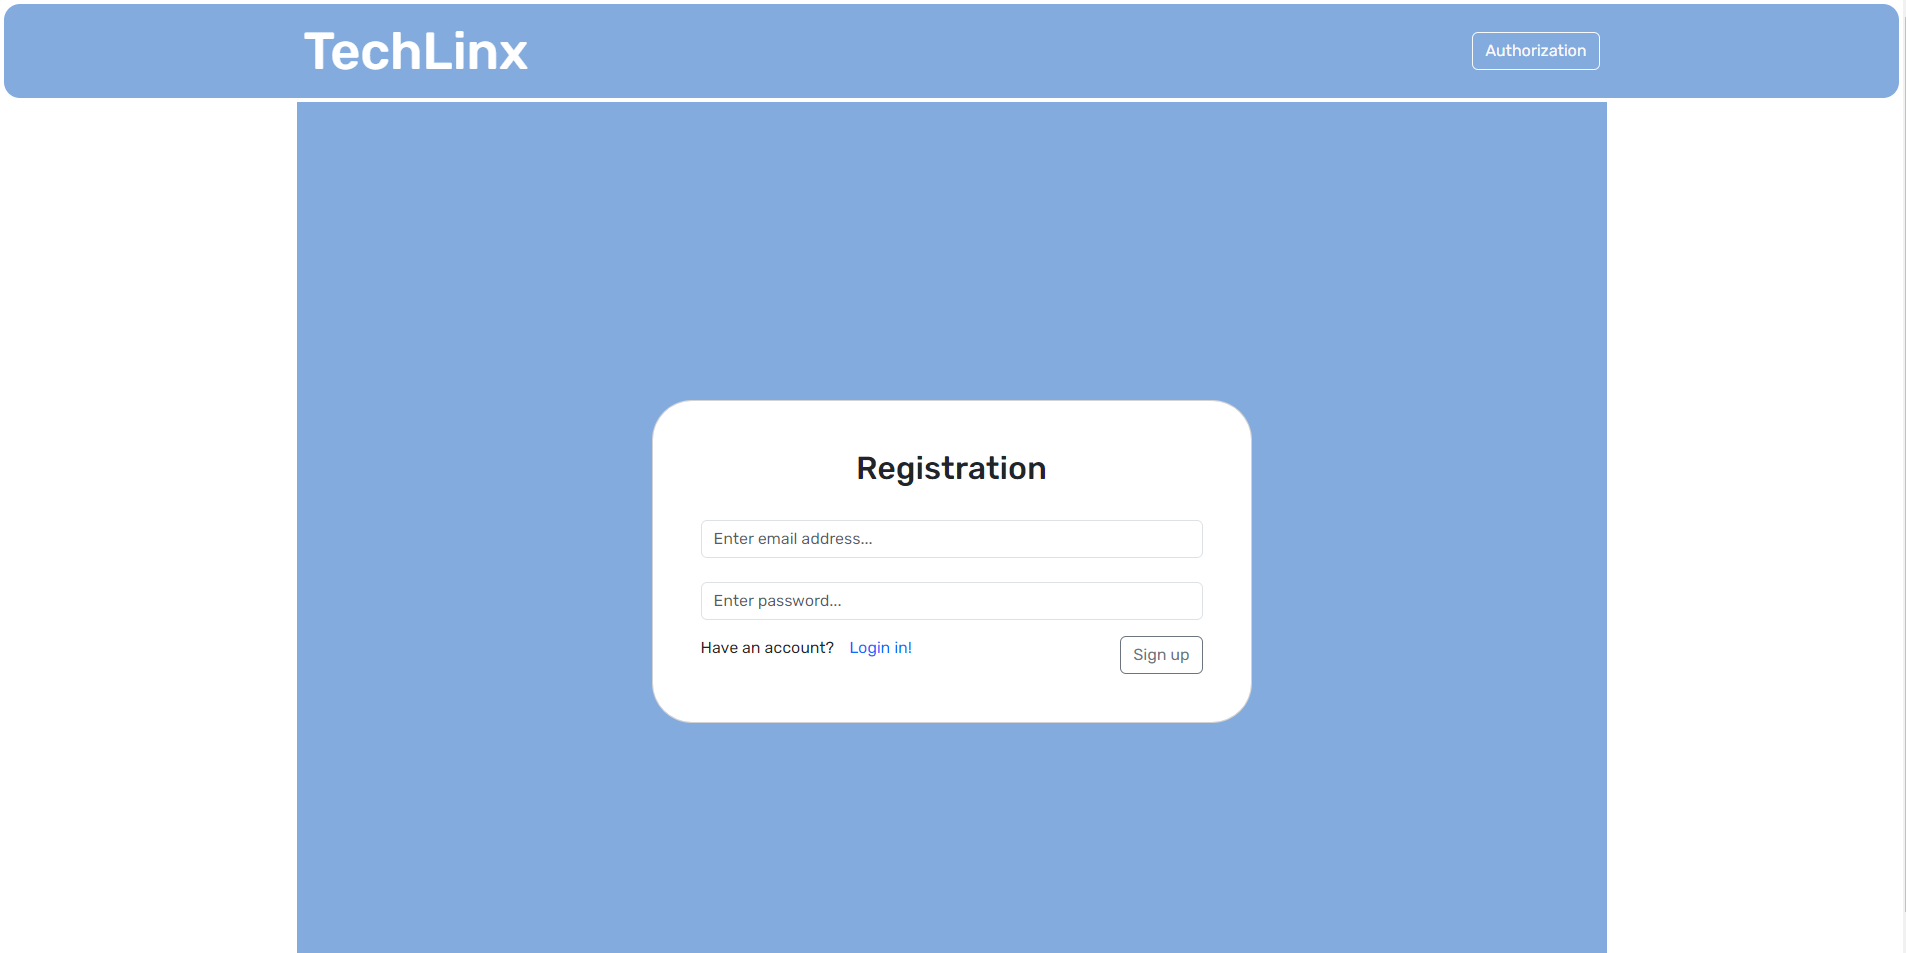 TechLinx
Authorization
Registration
Enter email address...
Enter password...
Have an account? Login in!
Sign up